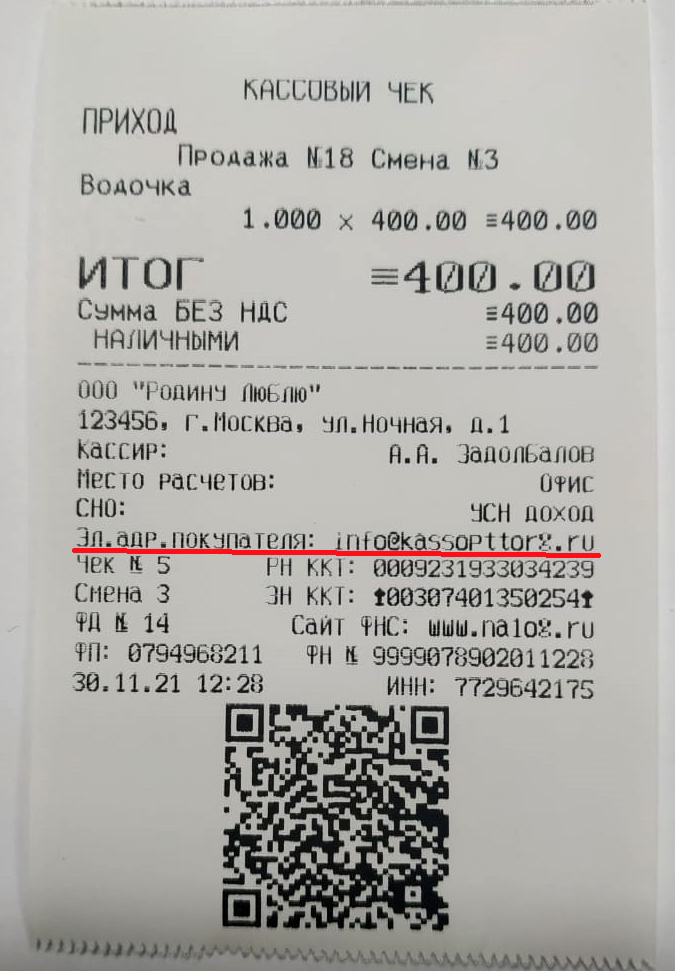 КАССОВЫЙ ЧЕК
ПРИХОД
Продажа №18 Смена №3
Водочка
1.000 x 400.00 ≡400.00
ИТОГ ≡400.00
Сумма БЕЗ НДС ≡400.00
НАЛИЧНЫМИ ≡400.00
ООО "Родину Люблю"
123456, г.Москва, ул.Ночная, д.1
Кассир: А.А. Задолбалов
Место расчетов: Офис
СНО: УСН доход
Эл.адр.покупателя: info@kassopttorg.ru
Чек № 5 РН ККТ: 0009231933034239
Смена 3 ЗН ККТ: 00307401350254
ФД № 14 Сайт ФНС: www.nalog.ru
ФП: 0794968211 ФН № 9999078902011228
30.11.21 12:28 ИНН: 7729642175